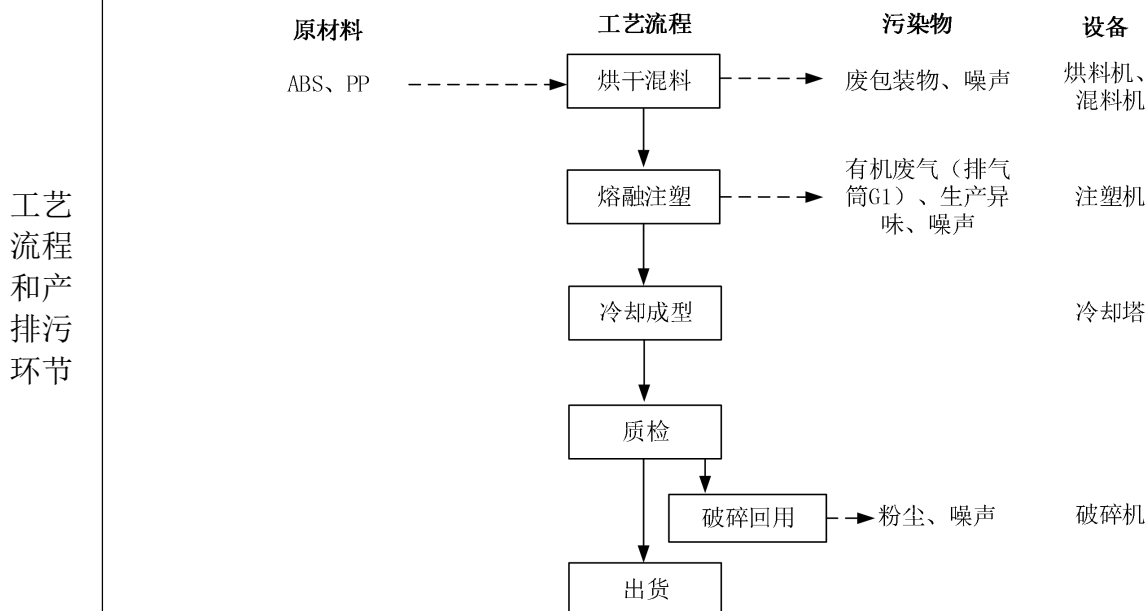 原材料
工艺流程
污染物
设备
ABS、PP
烘干混料
废包装物、噪声
烘料机、
混料机
熔融注塑
有机废气（排气
筒G1）、生产异
味、噪声
注塑机
工艺
流程
和产
排污
环节
冷却成型
冷却塔
质检
破碎回用
粉尘、噪声
破碎机
出货